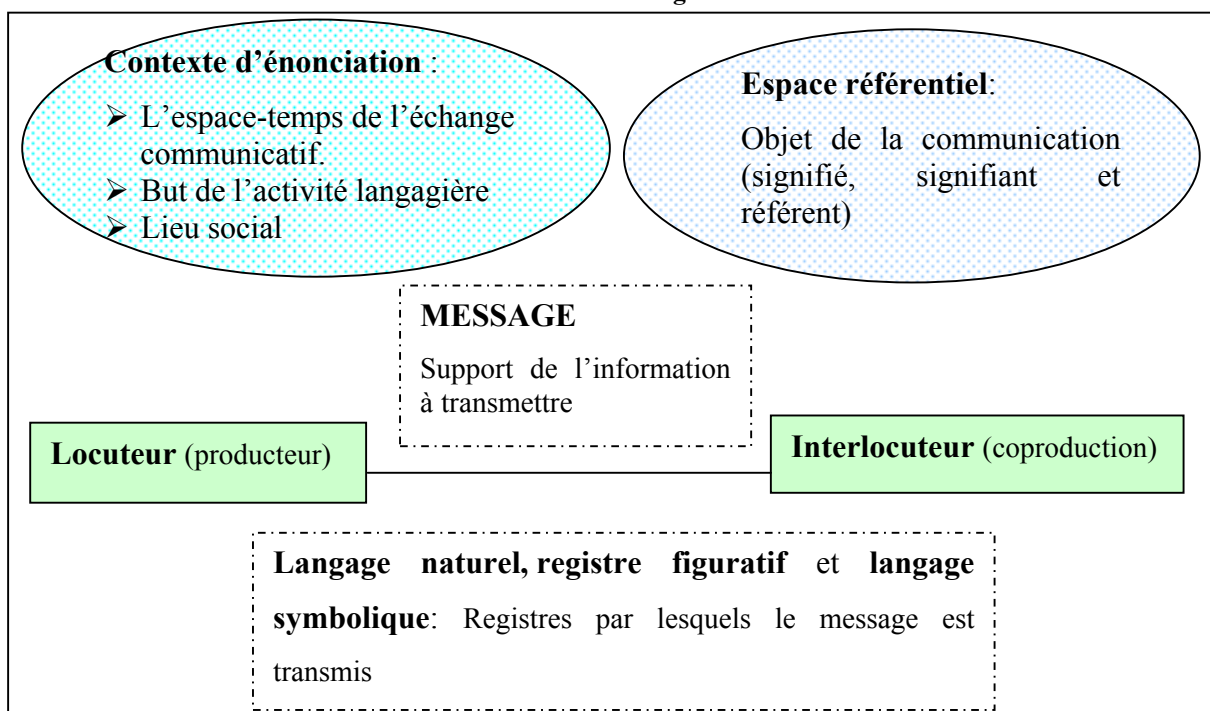 Contexte d’énonciation :
➢ L’espace-temps de l’échange
communicatif.
➢ But de l’activité langagière
➢ Lieu social
Espace référentiel:
Objet de la communication
(signifié, signifiant et
référent)
MESSAGE
Support de l’information
à transmettre
Locuteur (producteur)
Interlocuteur (coproduction)
Langage naturel, registre figuratif et langage
symbolique: Registres par lesquels le message est
transmis